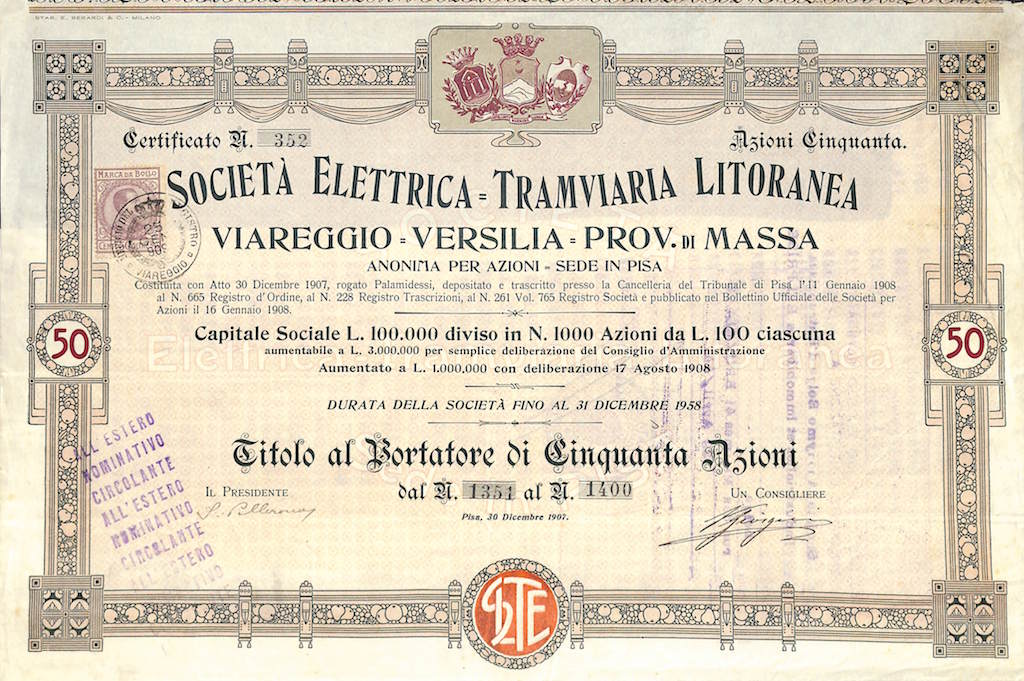 STAB. E. BERARDI & C. - MILANO
Certificato N. 352
Azioni Cinquanta.
MARCA DA BOLLO
SOCIETÀ ELETTRICA = TRAMVIARIA LITORANEA
VIAREGGIO = VERSILIA = PROV. DI MASSA
VIAREGGIO
ANONIMA PER AZIONI = SEDE IN PISA
Costituita con Atto 30 Dicembre 1907, rogato Palamidessi, depositato e trascritto presso la Cancelleria del Tribunale di Pisa l'11 Gennaio 1908
al N. 665 Registro d'Ordine, al N. 228 Registro Trascrizioni, al N. 261 Vol. 765 Registro Società e pubblicato nel Bollettino Ufficiale delle Società per
Azioni il 16 Gennaio 1908.
50
50
Capitale Sociale L. 100.000 diviso in N. 1000 Azioni da L. 100 ciascuna
aumentabile a L. 3.000,000 per semplice deliberazione del Consiglio d'Amministrazione
Aumentato a L. 1.000,000 con deliberazione 17 Agosto 1908
DURATA DELLA SOCIETÀ FINO AL 31 DICEMBRE 1958
Titolo al Portatore di Cinquanta Azioni
dal N. 1351 al N. 1400
IL PRESIDENTE
UN CONSIGLIERE
Pisa, 30 Dicembre 1907.
ALL'ESTERO
NOMINATIVO
CIRCOLANTE
ALL'ESTERO
NOMINATIVO
CIRCOLANTE